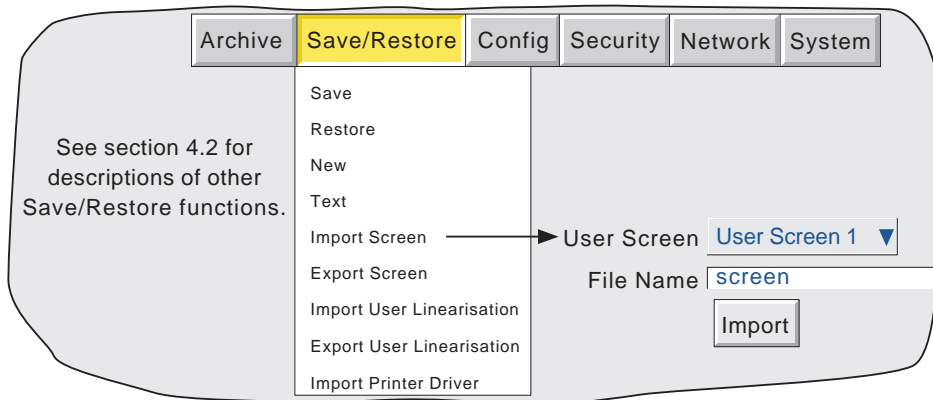 Archive Save/Restore Config Security Network System
Save
Restore
New
Text
Import Screen
Export Screen
Import User Linearisation
Export User Linearisation
Import Printer Driver
See section 4.2 for
descriptions of other
Save/Restore functions.
User Screen User Screen 1
File Name screen
Import